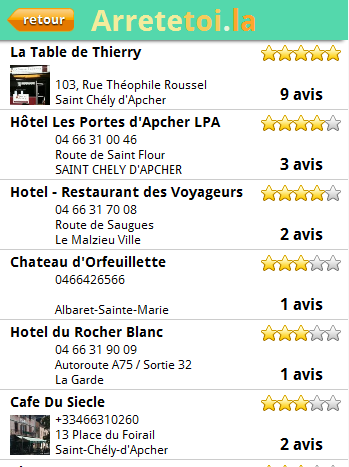 retour
Arretetoi.la
La Table de Thierry
103, Rue Théophile Roussel
Saint Chély d'Apcher
9 avis
Hôtel Les Portes d'Apcher LPA
04 66 31 00 46
Route de Saint Flour
SAINT CHELY D'APCHER
3 avis
Hotel - Restaurant des Voyageurs
04 66 31 70 08
Route de Saugues
Le Malzieu Ville
2 avis
Chateau d'Orfeuillette
0466426566
Albaret-Sainte-Marie
1 avis
Hotel du Rocher Blanc
04 66 31 90 09
Autoroute A75 / Sortie 32
La Garde
1 avis
Cafe Du Siecle
+33466310260
13 Place du Foirail
Saint-Chély-d'Apcher
2 avis